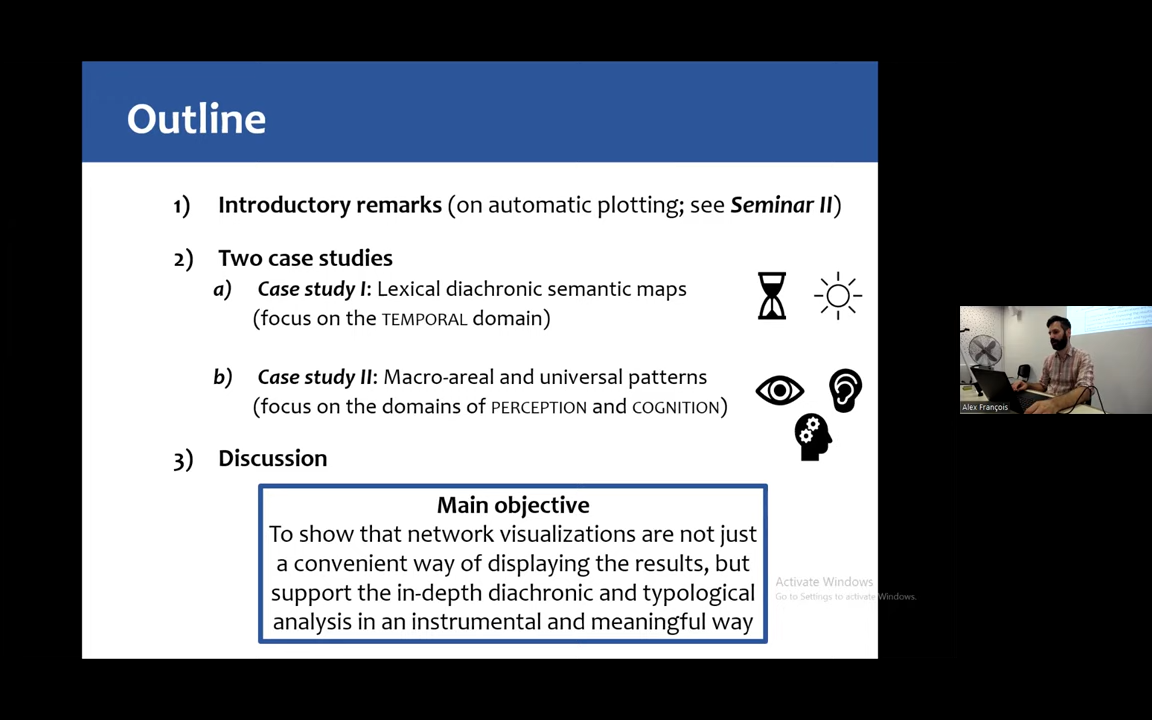 Outline
1) Introductory remarks (on automatic plotting; see Seminar II)
2) Two case studies
a) Case study I: Lexical diachronic semantic maps
(focus on the TEMPORAL domain)
b) Case study II: Macro-areal and universal patterns
(focus on the domains of PERCEPTION and COGNITION)
3) Discussion
Main objective
To show that network visualizations are not just
a convenient way of displaying the results, but
support the in-depth diachronic and typological
analysis in an instrumental and meaningful way
Activate Windows
Go to Settings to activate Windows.
Alex François